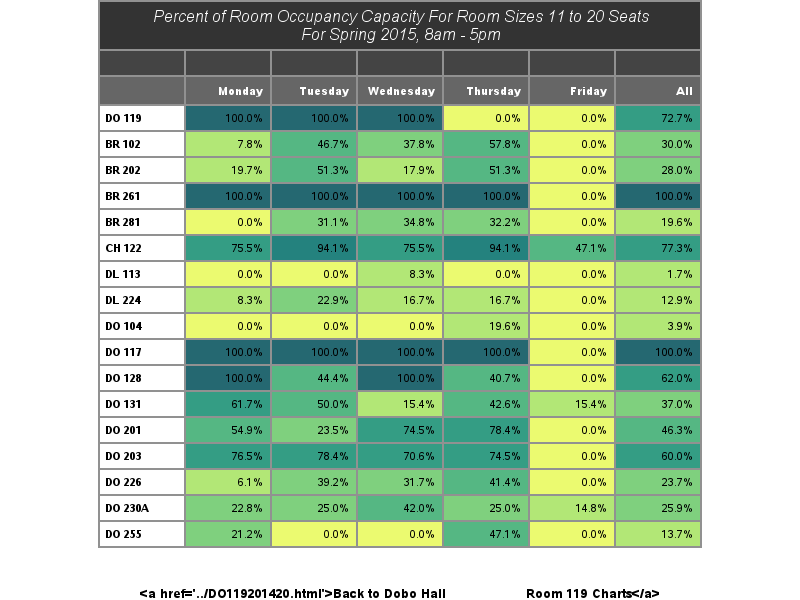 Percent of Room Occupancy Capacity For Room Sizes 11 to 20 Seats
For Spring 2015, 8am - 5pm
Monday Tuesday Wednesday Thursday Friday All
DO 119 100.0% 100.0% 100.0% 0.0% 0.0% 72.7%
BR 102 7.8% 46.7% 37.8% 57.8% 0.0% 30.0%
BR 202 19.7% 51.3% 17.9% 51.3% 0.0% 28.0%
BR 261 100.0% 100.0% 100.0% 100.0% 0.0% 100.0%
BR 281 0.0% 31.1% 34.8% 32.2% 0.0% 19.6%
CH 122 75.5% 94.1% 75.5% 94.1% 47.1% 77.3%
DL 113 0.0% 0.0% 8.3% 0.0% 0.0% 1.7%
DL 224 8.3% 22.9% 16.7% 16.7% 0.0% 12.9%
DO 104 0.0% 0.0% 0.0% 19.6% 0.0% 3.9%
DO 117 100.0% 100.0% 100.0% 100.0% 0.0% 100.0%
DO 128 100.0% 44.4% 100.0% 40.7% 0.0% 62.0%
DO 131 61.7% 50.0% 15.4% 42.6% 15.4% 37.0%
DO 201 54.9% 23.5% 74.5% 78.4% 0.0% 46.3%
DO 203 76.5% 78.4% 70.6% 74.5% 0.0% 60.0%
DO 226 6.1% 39.2% 31.7% 41.4% 0.0% 23.7%
DO 230A 22.8% 25.0% 42.0% 25.0% 14.8% 25.9%
DO 255 21.2% 0.0% 0.0% 47.1% 0.0% 13.7%
<a href='../DO119201420.html'>Back to Dobo Hall Room 119 Charts</a>